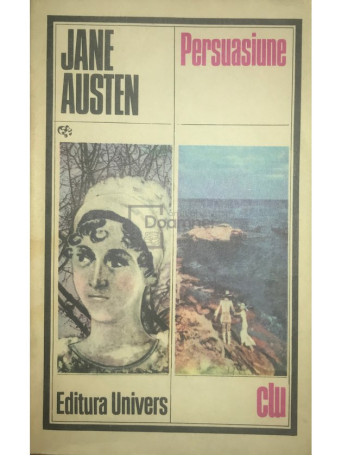 JANE
AUSTEN
Persuasiune
Editura Univers
clu